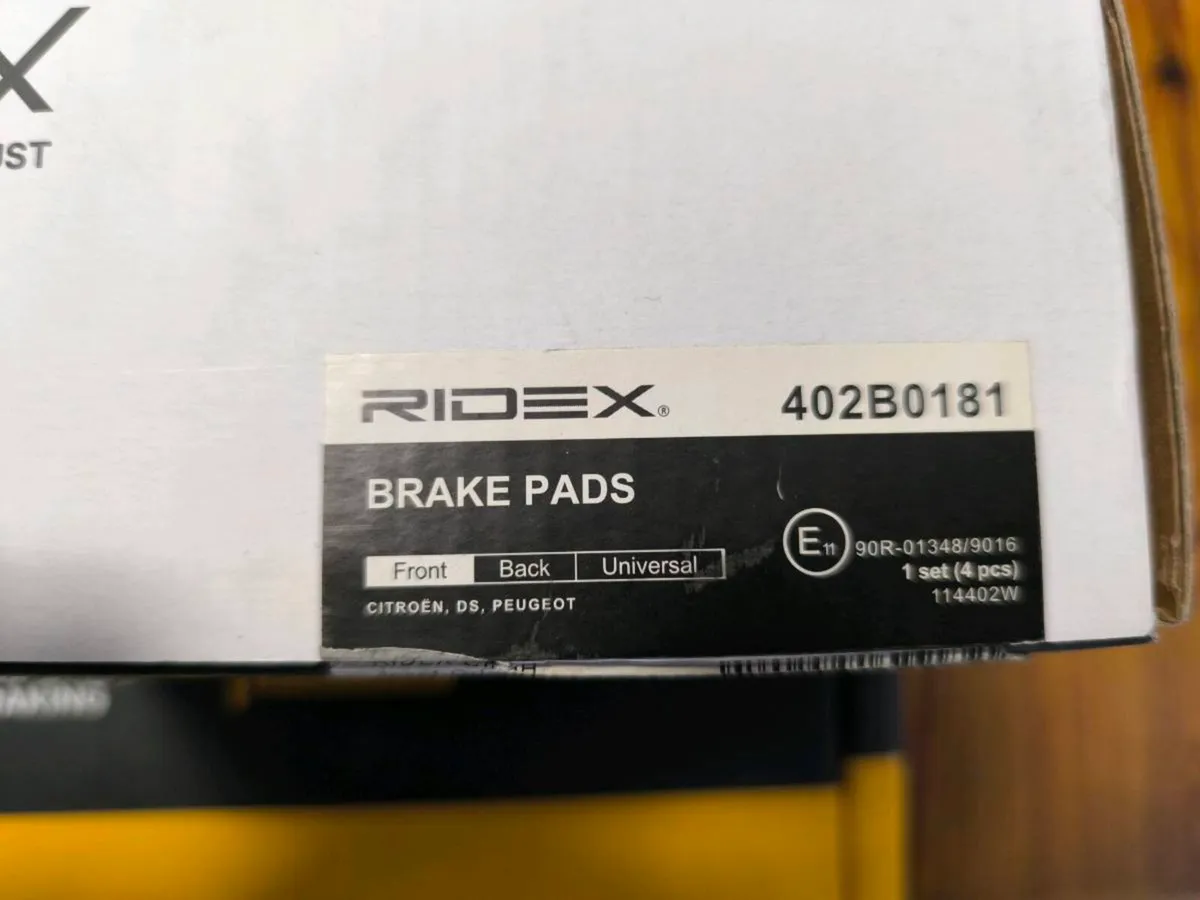 X
UST
RIDEX® 402B0181
BRAKE PADS
Front Back Universal
E11 90R-01348/9016
1 set (4 pcs)
CITROËN, DS, PEUGEOT
114402W
AKING